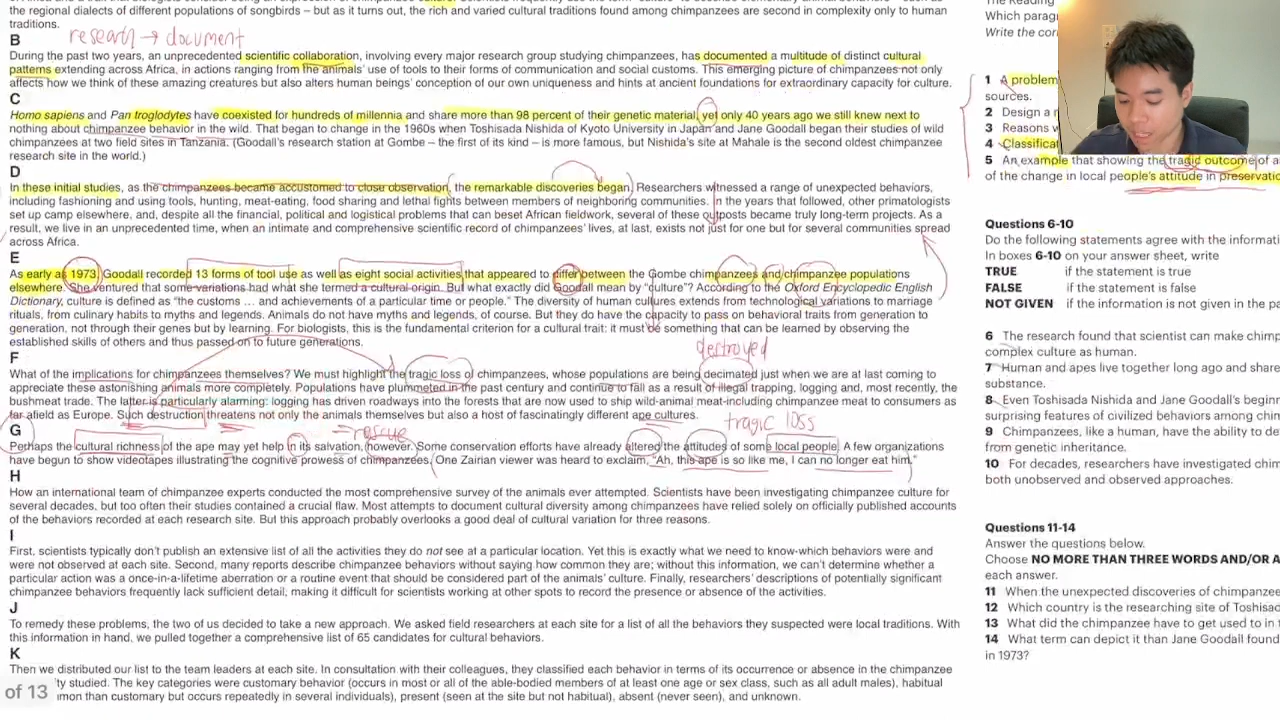 the regional dialects of different populations of songbirds – but as it turns out, the rich and varied cultural traditions found among chimpanzees are second in complexity only to human
traditions.
B
research → document
During the past two years, an unprecedented scientific collaboration, involving every major research group studying chimpanzees, has documented a multitude of distinct cultural
patterns extending across Africa, in actions ranging from the animals' use of tools to their forms of communication and social customs. This emerging picture of chimpanzees not only
affects how we think of these amazing creatures but also alters human beings' conception of our own uniqueness and hints at ancient foundations for extraordinary capacity for culture.
C
Homo sapiens and Pan troglodytes have coexisted for hundreds of millennia and share more than 98 percent of their genetic material, yet only 40 years ago we still knew next to
nothing about chimpanzee behavior in the wild. That began to change in the 1960s when Toshisada Nishida of Kyoto University in Japan and Jane Goodall began their studies of wild
chimpanzees at two field sites in Tanzania. (Goodall's research station at Gombe – the first of its kind – is more famous, but Nishida's site at Mahale is the second oldest chimpanzee
research site in the world.)
D
In these initial studies, as the chimpanzees became accustomed to close observation, the remarkable discoveries began. Researchers witnessed a range of unexpected behaviors,
including fashioning and using tools, hunting, meat-eating, food sharing and lethal fights between members of neighboring communities. In the years that followed, other primatologists
set up camp elsewhere, and, despite all the financial, political and logistical problems that can beset African fieldwork, several of these outposts became truly long-term projects. As a
result, we live in an unprecedented time, when an intimate and comprehensive scientific record of chimpanzees' lives, at last, exists not just for one but for several communities spread
across Africa.
E
As early as 1973, Goodall recorded 13 forms of tool use as well as eight social activities that appeared to differ between the Gombe chimpanzees and chimpanzee populations
elsewhere. She ventured that some variations had what she termed a cultural origin. But what exactly did Goodall mean by "culture"? According to the Oxford Encyclopedic English
Dictionary, culture is defined as "the customs ... and achievements of a particular time or people." The diversity of human cultures extends from technological variations to marriage
rituals, from culinary habits to myths and legends. Animals do not have myths and legends, of course. But they do have the capacity to pass on behavioral traits from generation to
generation, not through their genes but by learning. For biologists, this is the fundamental criterion for a cultural trait: it must be something that can be learned by observing the
established skills of others and thus passed on to future generations.
destroyed
F
What of the implications for chimpanzees themselves? We must highlight the tragic loss of chimpanzees, whose populations are being decimated just when we are at last coming to
appreciate these astonishing animals more completely. Populations have plummeted in the past century and continue to fall as a result of illegal trapping, logging and, most recently, the
bushmeat trade. The latter is particularly alarming: logging has driven roadways into the forests that are now used to ship wild-animal meat-including chimpanzee meat to consumers as
far afield as Europe. Such destruction threatens not only the animals themselves but also a host of fascinatingly different ape cultures.
tragic loss
G
= rescue
Perhaps the cultural richness of the ape may yet help in its salvation, however. Some conservation efforts have already altered the attitudes of some local people. A few organizations
have begun to show videotapes illustrating the cognitive prowess of chimpanzees. One Zairian viewer was heard to exclaim, "Ah, this ape is so like me, I can no longer eat him."
H
How an international team of chimpanzee experts conducted the most comprehensive survey of the animals ever attempted. Scientists have been investigating chimpanzee culture for
several decades, but too often their studies contained a crucial flaw. Most attempts to document cultural diversity among chimpanzees have relied solely on officially published accounts
of the behaviors recorded at each research site. But this approach probably overlooks a good deal of cultural variation for three reasons.
I
First, scientists typically don't publish an extensive list of all the activities they do not see at a particular location. Yet this is exactly what we need to know-which behaviors were and
were not observed at each site. Second, many reports describe chimpanzee behaviors without saying how common they are; without this information, we can't determine whether a
particular action was a once-in-a-lifetime aberration or a routine event that should be considered part of the animals' culture. Finally, researchers' descriptions of potentially significant
chimpanzee behaviors frequently lack sufficient detail, making it difficult for scientists working at other spots to record the presence or absence of the activities.
J
To remedy these problems, the two of us decided to take a new approach. We asked field researchers at each site for a list of all the behaviors they suspected were local traditions. With
this information in hand, we pulled together a comprehensive list of 65 candidates for cultural behaviors.
K
Then we distributed our list to the team leaders at each site. In consultation with their colleagues, they classified each behavior in terms of its occurrence or absence in the chimpanzee
studied. The key categories were customary behavior (occurs in most or all of the able-bodied members of at least one age or sex class, such as all adult males), habitual
than customary but occurs repeatedly in several individuals), present (seen at the site but not habitual), absent (never seen), and unknown.
of 13
The Reading
Which parag
Write the cor
1 A problem
sources.
2 Design a
3 Reasons
4 Classificat
5 An example that showing the tragic outcome of a
of the change in local people's attitude in preservatio
Questions 6-10
Do the following statements agree with the informati
In boxes 6-10 on your answer sheet, write
TRUE if the statement is true
FALSE if the statement is false
NOT GIVEN if the information is not given in the pa
6 The research found that scientist can make chimp
complex culture as human.
7 Human and apes live together long ago and share
substance.
8 Even Toshisada Nishida and Jane Goodall's beginn
surprising features of civilized behaviors among chim
9 Chimpanzees, like a human, have the ability to de
from genetic inheritance.
10 For decades, researchers have investigated chimp
both unobserved and observed approaches.
Questions 11-14
Answer the questions below.
Choose NO MORE THAN THREE WORDS AND/OR A
each answer.
11 When the unexpected discoveries of chimpanzee
12 Which country is the researching site of Toshisad
13 What did the chimpanzee have to get used to in t
14 What term can depict it than Jane Goodall found
in 1973?